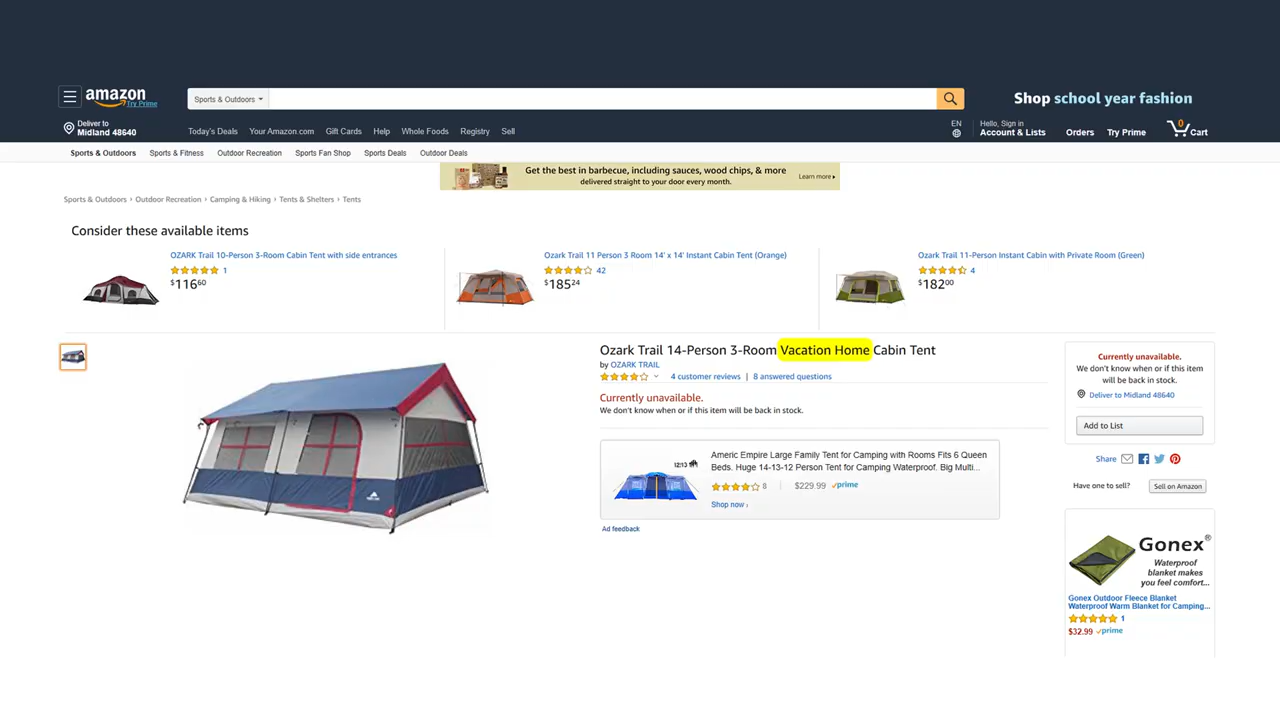 amazon
Try Prime
Sports & Outdoors
Shop school year fashion
Deliver to
Midland 48640
Today's Deals Your Amazon.com Gift Cards Help Whole Foods Registry Sell
EN
Hello, Sign in
Account & Lists
Orders
Try Prime
0
Cart
Sports & Outdoors Sports & Fitness Outdoor Recreation Sports Fan Shop Sports Deals Outdoor Deals
Get the best in barbecue, including sauces, wood chips, & more
delivered straight to your door every month.
Learn more
Sports & Outdoors › Outdoor Recreation › Camping & Hiking › Tents & Shelters › Tents
Consider these available items
OZARK Trail 10-Person 3-Room Cabin Tent with side entrances
1
$11660
Ozark Trail 11 Person 3 Room 14' x 14' Instant Cabin Tent (Orange)
42
$18524
Ozark Trail 11-Person Instant Cabin with Private Room (Green)
4
$18200
Ozark Trail 14-Person 3-Room Vacation Home Cabin Tent
by OZARK TRAIL
4 customer reviews | 8 answered questions
Currently unavailable.
We don't know when or if this item will be back in stock.
12:13
Americ Empire Large Family Tent for Camping with Rooms Fits 6 Queen
Beds. Huge 14-13-12 Person Tent for Camping Waterproof. Big Multi...
8 | $229.99 prime
Shop now ›
Ad feedback
Currently unavailable.
We don't know when or if this item
will be back in stock.
Deliver to Midland 48640
Add to List
Share
Have one to sell? Sell on Amazon
Gonex®
Waterproof
blanket makes
you feel comfort...
Gonex Outdoor Fleece Blanket
Waterproof Warm Blanket for Camping...
1
$32.99 prime